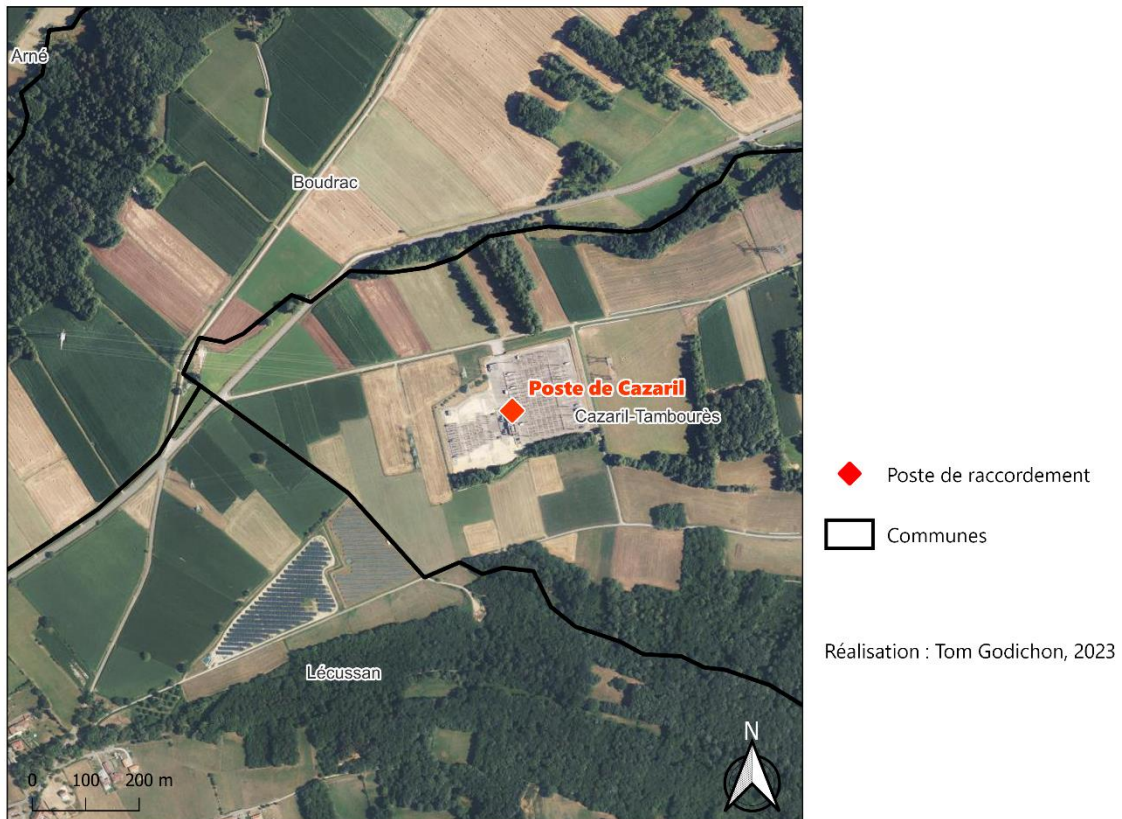 Arné
Boudrac
Poste de Cazaril
Cazaril-Tambourès
Poste de raccordement
Communes
Réalisation : Tom Godichon, 2023
Lécussan
N
0 100 200 m